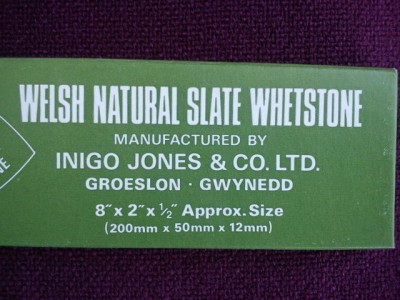 WELSH NATURAL SLATE WHETSTONE
MANUFACTURED BY
INIGO JONES & CO. LTD.
GROESLON · GWYNEDD
8″ x 2″ x ½″ Approx. Size
(200mm x 50mm x 12mm)